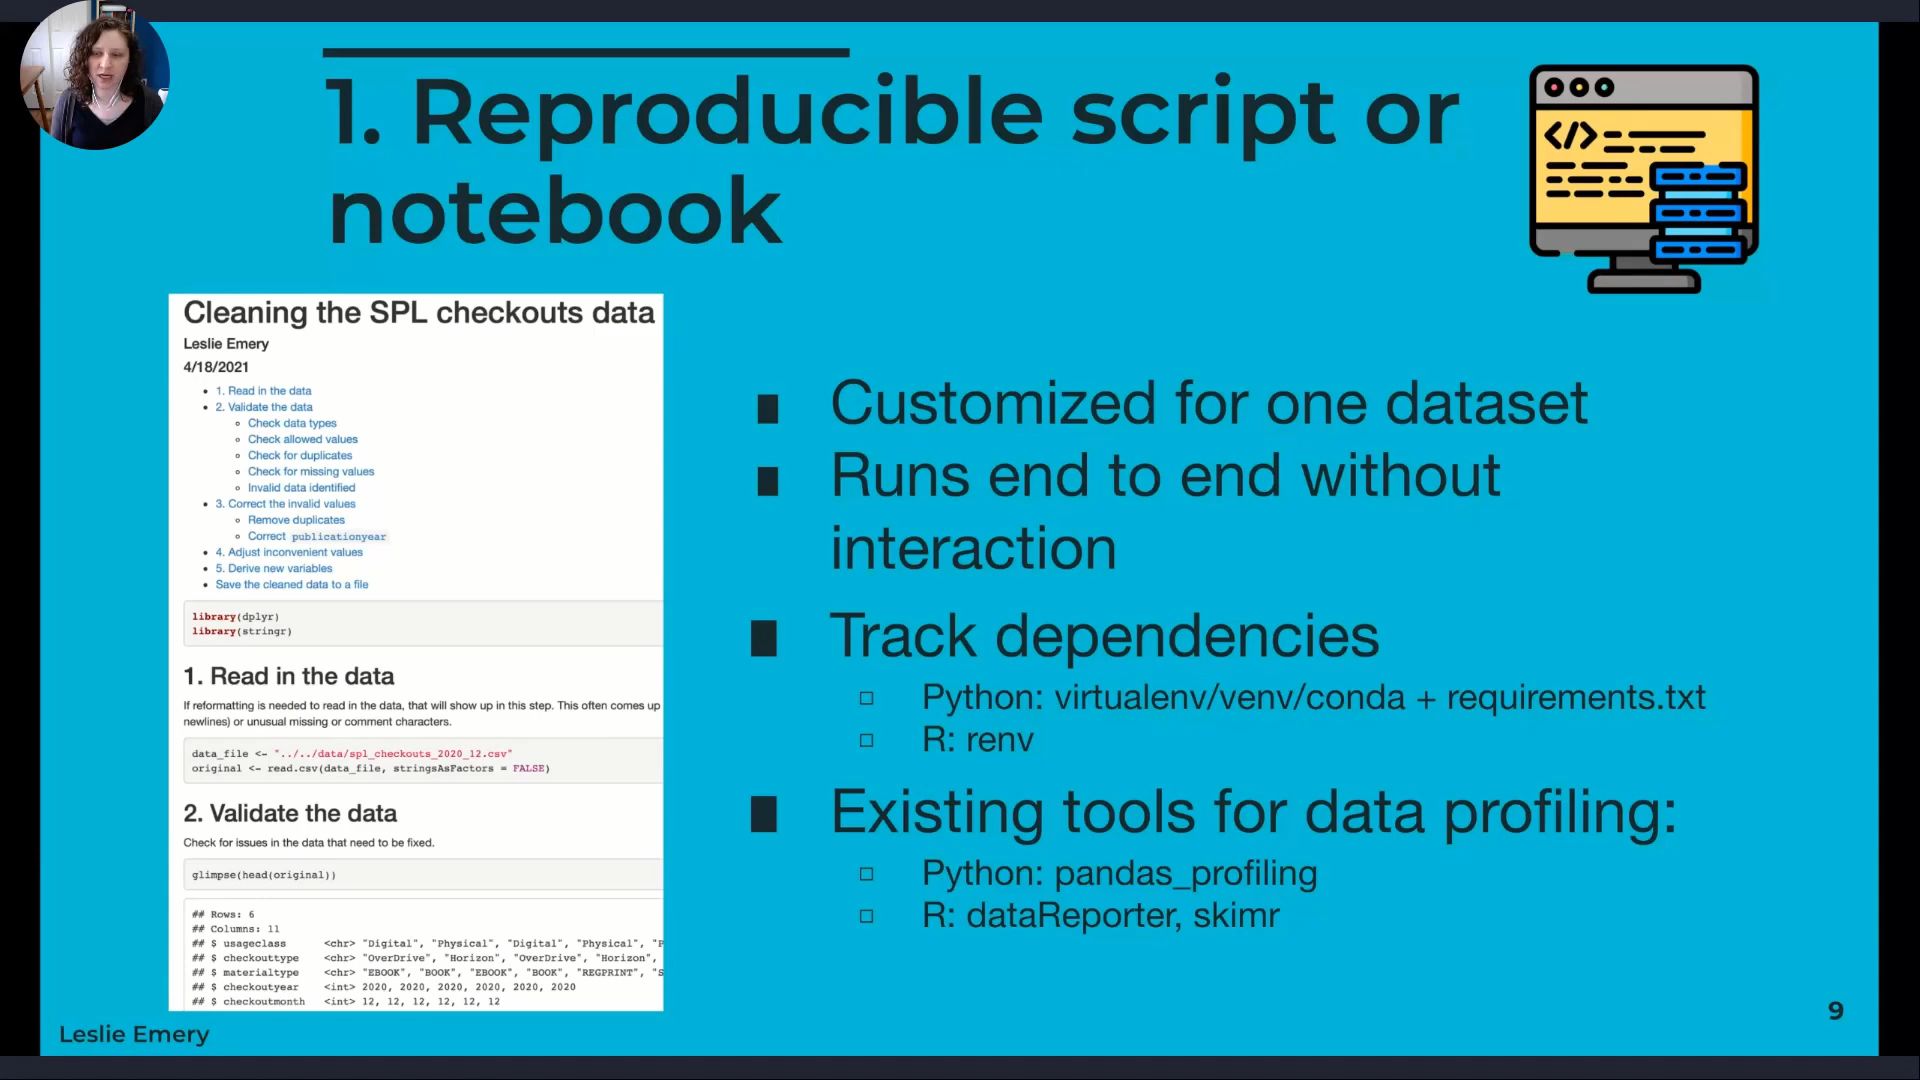 1. Reproducible script or
notebook
Cleaning the SPL checkouts data
Leslie Emery
4/18/2021
1. Read in the data
2. Validate the data
Check data types
Check allowed values
Check for duplicates
Check for missing values
Invalid data identified
3. Correct the invalid values
Remove duplicates
Correct publicationyear
4. Adjust inconvenient values
5. Derive new variables
Save the cleaned data to a file
library(dplyr)
library(stringr)
1. Read in the data
If reformatting is needed to read in the data, that will show up in this step. This often comes up
newlines) or unusual missing or comment characters.
data_file <- "../../data/spl_checkouts_2020_12.csv"
original <- read.csv(data_file, stringsAsFactors = FALSE)
2. Validate the data
Check for issues in the data that need to be fixed.
glimpse(head(original))
## Rows: 6
## Columns: 11
## $ usageclass <chr> "Digital", "Physical", "Digital", "Physical", "P
## $ checkouttype <chr> "OverDrive", "Horizon", "OverDrive", "Horizon",
## $ materialtype <chr> "EBOOK", "BOOK", "EBOOK", "BOOK", "REGPRINT", "S
## $ checkoutyear <int> 2020, 2020, 2020, 2020, 2020, 2020
## $ checkoutmonth <int> 12, 12, 12, 12, 12, 12
Customized for one dataset
Runs end to end without
interaction
Track dependencies
Python: virtualenv/venv/conda + requirements.txt
R: renv
Existing tools for data profiling:
Python: pandas_profiling
R: dataReporter, skimr
</>
Leslie Emery
9